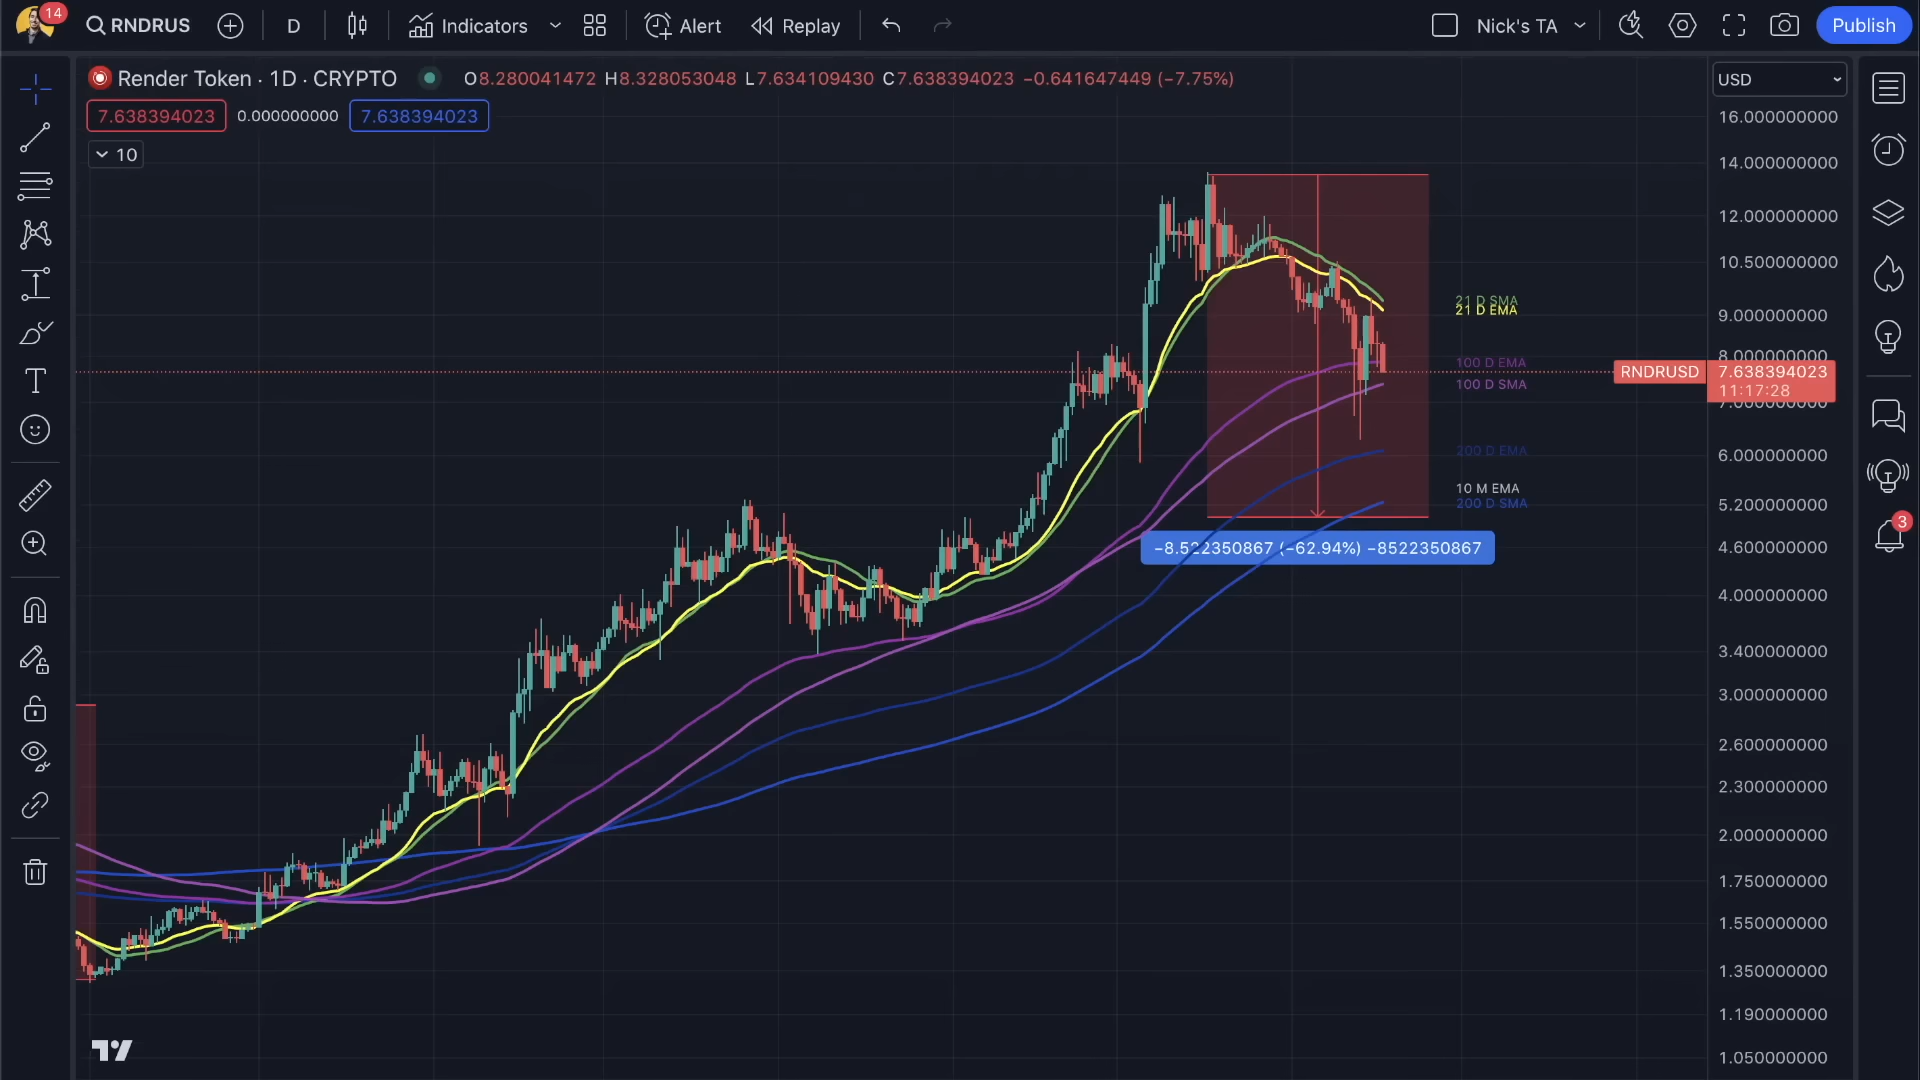 14
RNDRUS
D
Indicators
Alert
Replay
Nick's TA
Publish
Render Token · 1D · CRYPTO
O8.280041472 H8.328053048 L7.634109430 C7.638394023 −0.641647449 (−7.75%)
USD
7.638394023 0.000000000 7.638394023
10
16.000000000
14.000000000
12.000000000
10.500000000
21 D SMA
21 D EMA
9.000000000
8.000000000
100 D EMA
RNDRUSD 7.638394023
11:17:28
100 D SMA
7.000000000
200 D EMA
6.000000000
10 M EMA
200 D SMA
5.200000000
3
−8.522350867 (−62.94%) −8522350867
4.600000000
4.000000000
3.400000000
3.000000000
2.600000000
2.300000000
2.000000000
1.750000000
1.550000000
1.350000000
1.190000000
1.050000000